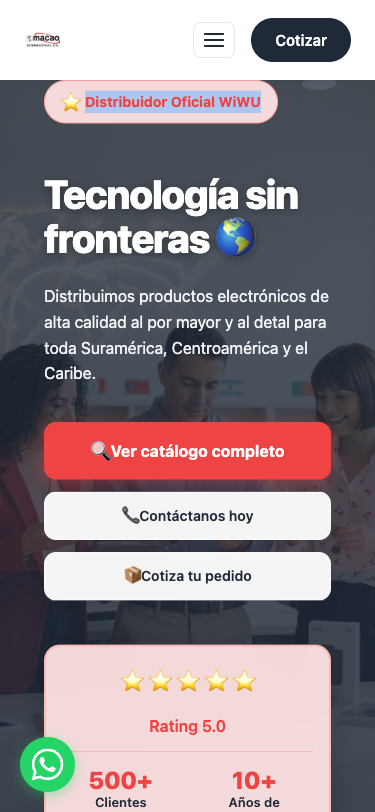 macao
INTERNACIONAL S.A.
Cotizar
Distribuidor Oficial WiWU
Tecnología sin
fronteras
Distribuimos productos electrónicos de
alta calidad al por mayor y al detal para
toda Suramérica, Centroamérica y el
Caribe.
Ver catálogo completo
Contáctanos hoy
Cotiza tu pedido
Rating 5.0
500+ 10+
Clientes Años de